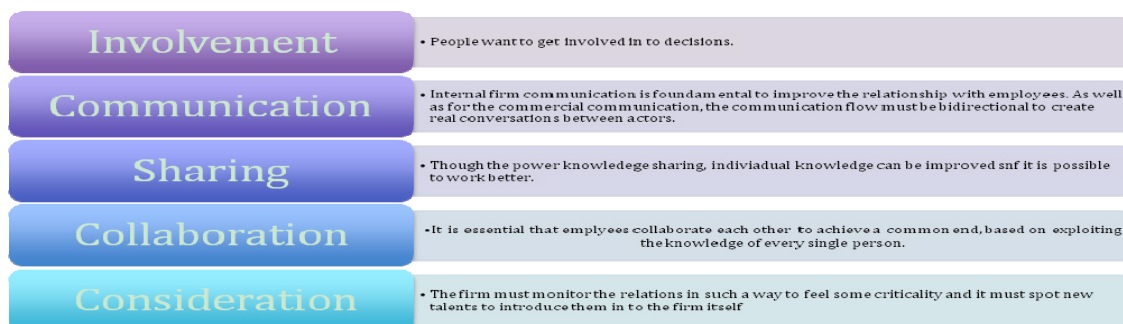 Involvement
• People want to get involved in to decisions.
Communication
• Internal firm communication is foundamental to improve the relationship with employees. As well
as for the commercial communication, the communication flow must be bidirectional to create
real conversations between actors.
Sharing
• Though the power knowledege sharing, indiviadual knowledge can be improved snf it is possible
to work better.
Collaboration
•It is essential that emplyees collaborate each other to achieve a common end, based on exploiting
the knowledge of every single person.
Consideration
• The firm must monitor the relations in such a way to feel some criticality and it must spot new
talents to introduce them in to the firm itself